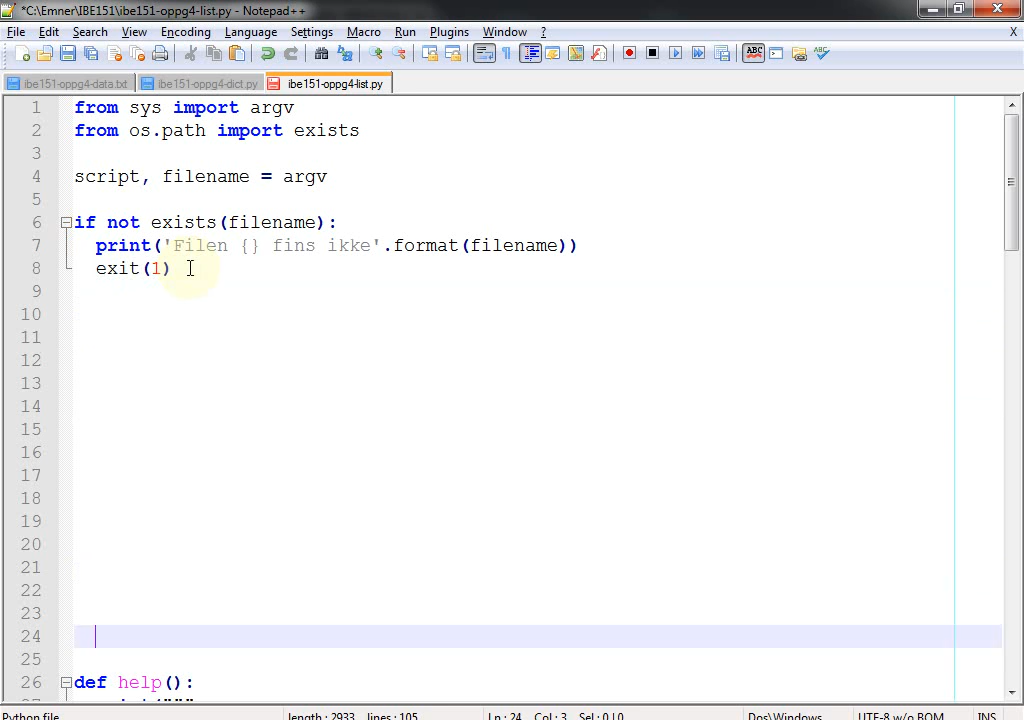 *C:\Emner\IBE151\ibe151-oppg4-list.py - Notepad++
File Edit Search View Encoding Language Settings Macro Run Plugins Window ? X
ibe151-oppg4-data.txt ibe151-oppg4-dict.py ibe151-oppg4-list.py
1 from sys import argv
2 from os.path import exists
3
4 script, filename = argv
5
6 if not exists(filename):
7 print('Filen {} fins ikke'.format(filename))
8 exit(1)
9
10
11
12
13
14
15
16
17
18
19
20
21
22
23
24
25
26 def help():
Python file length : 2933 lines : 105 Ln : 24 Col : 3 Sel : 0 | 0 Dos\Windows UTF-8 w/o BOM INS